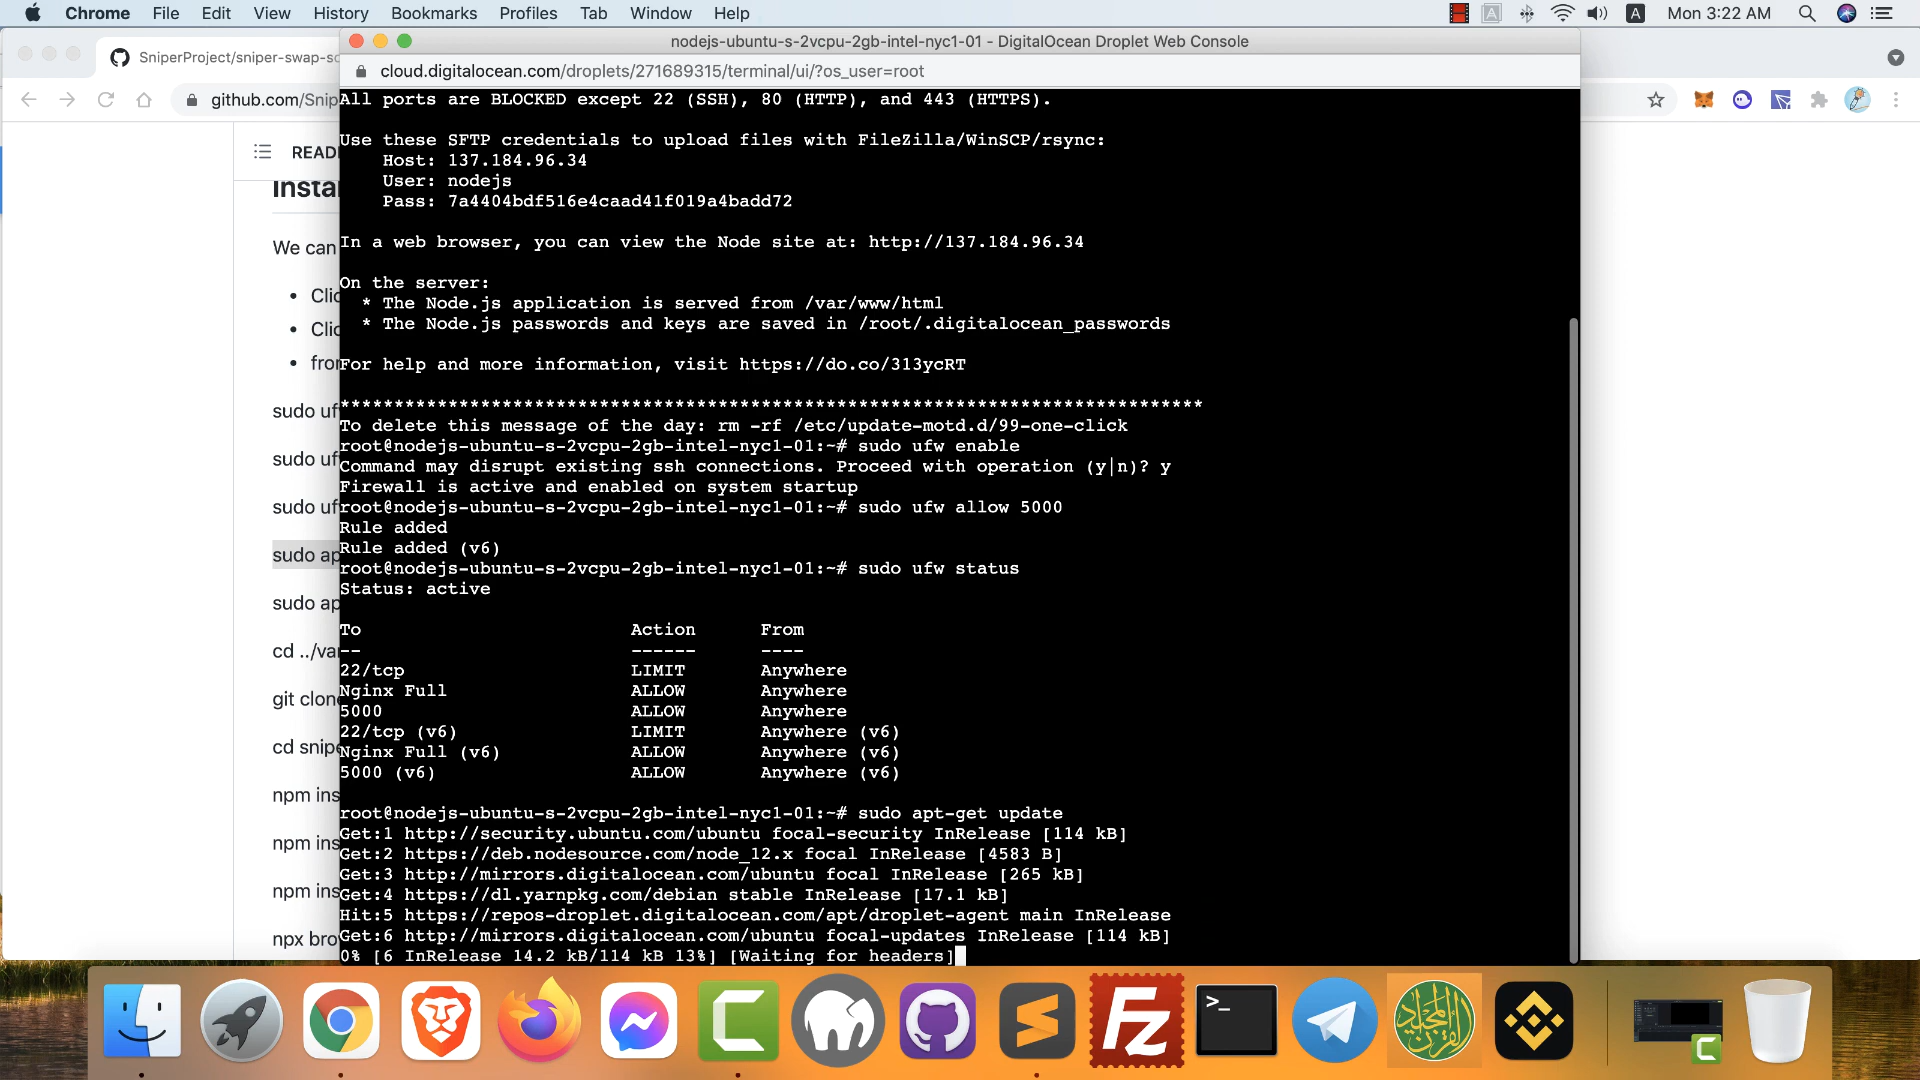 Chrome File Edit View History Bookmarks Profiles Tab Window Help
A A Mon 3:22 AM
nodejs-ubuntu-s-2vcpu-2gb-intel-nyc1-01 - DigitalOcean Droplet Web Console
SniperProject/sniper-swap-sc
cloud.digitalocean.com/droplets/271689315/terminal/ui/?os_user=root
github.com/Snip
All ports are BLOCKED except 22 (SSH), 80 (HTTP), and 443 (HTTPS).
Use these SFTP credentials to upload files with FileZilla/WinSCP/rsync:
Host: 137.184.96.34
User: nodejs
Pass: 7a4404bdf516e4caad41f019a4badd72
In a web browser, you can view the Node site at: http://137.184.96.34
On the server:
* The Node.js application is served from /var/www/html
* The Node.js passwords and keys are saved in /root/.digitalocean_passwords
For help and more information, visit https://do.co/313ycRT
********************************************************************************
To delete this message of the day: rm -rf /etc/update-motd.d/99-one-click
root@nodejs-ubuntu-s-2vcpu-2gb-intel-nyc1-01:~# sudo ufw enable
Command may disrupt existing ssh connections. Proceed with operation (y|n)? y
Firewall is active and enabled on system startup
root@nodejs-ubuntu-s-2vcpu-2gb-intel-nyc1-01:~# sudo ufw allow 5000
Rule added
Rule added (v6)
root@nodejs-ubuntu-s-2vcpu-2gb-intel-nyc1-01:~# sudo ufw status
Status: active
To Action From
-- ------ ----
22/tcp LIMIT Anywhere
Nginx Full ALLOW Anywhere
5000 ALLOW Anywhere
22/tcp (v6) LIMIT Anywhere (v6)
Nginx Full (v6) ALLOW Anywhere (v6)
5000 (v6) ALLOW Anywhere (v6)
root@nodejs-ubuntu-s-2vcpu-2gb-intel-nyc1-01:~# sudo apt-get update
Get:1 http://security.ubuntu.com/ubuntu focal-security InRelease [114 kB]
Get:2 https://deb.nodesource.com/node_12.x focal InRelease [4583 B]
Get:3 http://mirrors.digitalocean.com/ubuntu focal InRelease [265 kB]
Get:4 https://dl.yarnpkg.com/debian stable InRelease [17.1 kB]
Hit:5 https://repos-droplet.digitalocean.com/apt/droplet-agent main InRelease
Get:6 http://mirrors.digitalocean.com/ubuntu focal-updates InRelease [114 kB]
0% [6 InRelease 14.2 kB/114 kB 13%] [Waiting for headers]
READ
Insta
We can
Clic
Clic
fror
sudo uf
sudo uf
sudo uf
sudo ap
sudo ap
cd ../va
git clon
cd snip
npm ins
npm ins
npm ins
npx bro